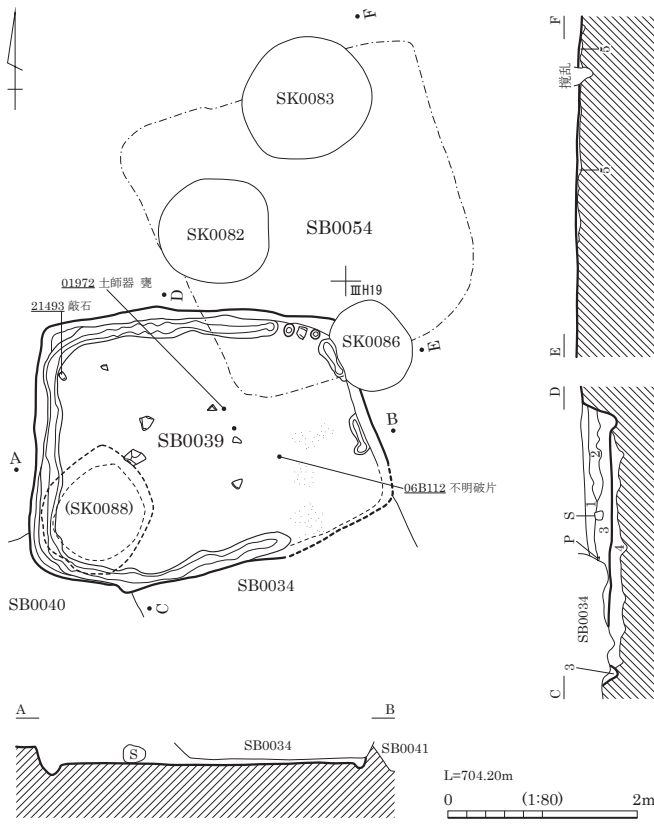 F
SK0083
SK0082
SB0054
ⅢH19
01972 土師器 甕
D
21493 敲石
SK0086
E
B
SB0039
A
(SK0088)
06B112 不明破片
SB0034
SB0040
C
F
5
撹乱
5
E
D
2
1
S
3
P
4
SB0034
3
C
A
B
S
SB0034
SB0041
L=704.20m
0 (1:80) 2m